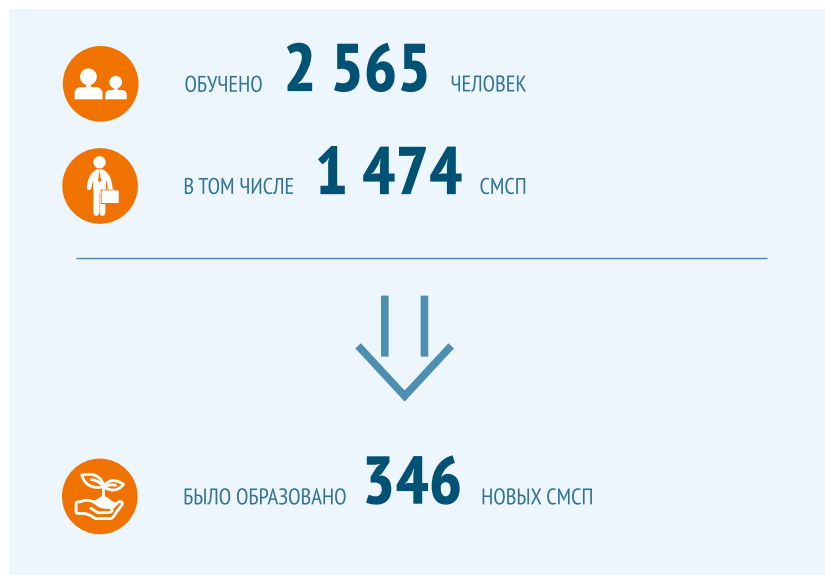 ОБУЧЕНО 2 565 ЧЕЛОВЕК
В ТОМ ЧИСЛЕ 1 474 СМСП
БЫЛО ОБРАЗОВАНО 346 НОВЫХ СМСП